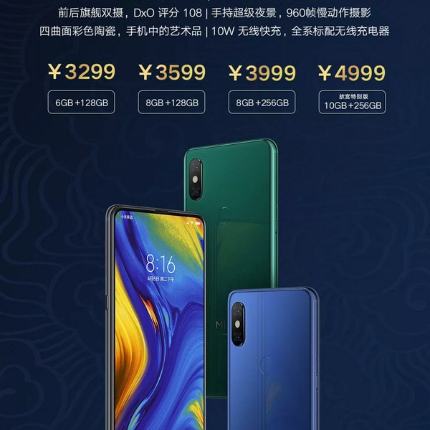 前后旗舰双摄，DxO 评分 108 | 手持超级夜景，960帧慢动作摄影
四曲面彩色陶瓷，手机中的艺术品 | 10W 无线快充，全系标配无线充电器
¥3299 ¥3599 ¥3999 ¥4999
6GB+128GB 8GB+128GB 8GB+256GB 故宫特别版
10GB+256GB
8:16